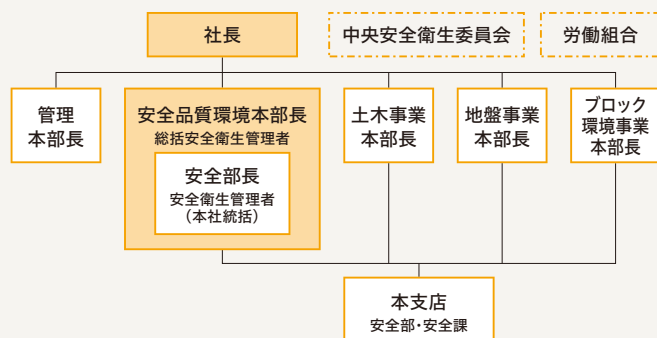 社長
中央安全衛生委員会
労働組合
管理
本部長
安全品質環境本部長
総括安全衛生管理者
安全部長
安全衛生管理者
（本社統括）
土木事業
本部長
地盤事業
本部長
ブロック
環境事業
本部長
本支店
安全部・安全課